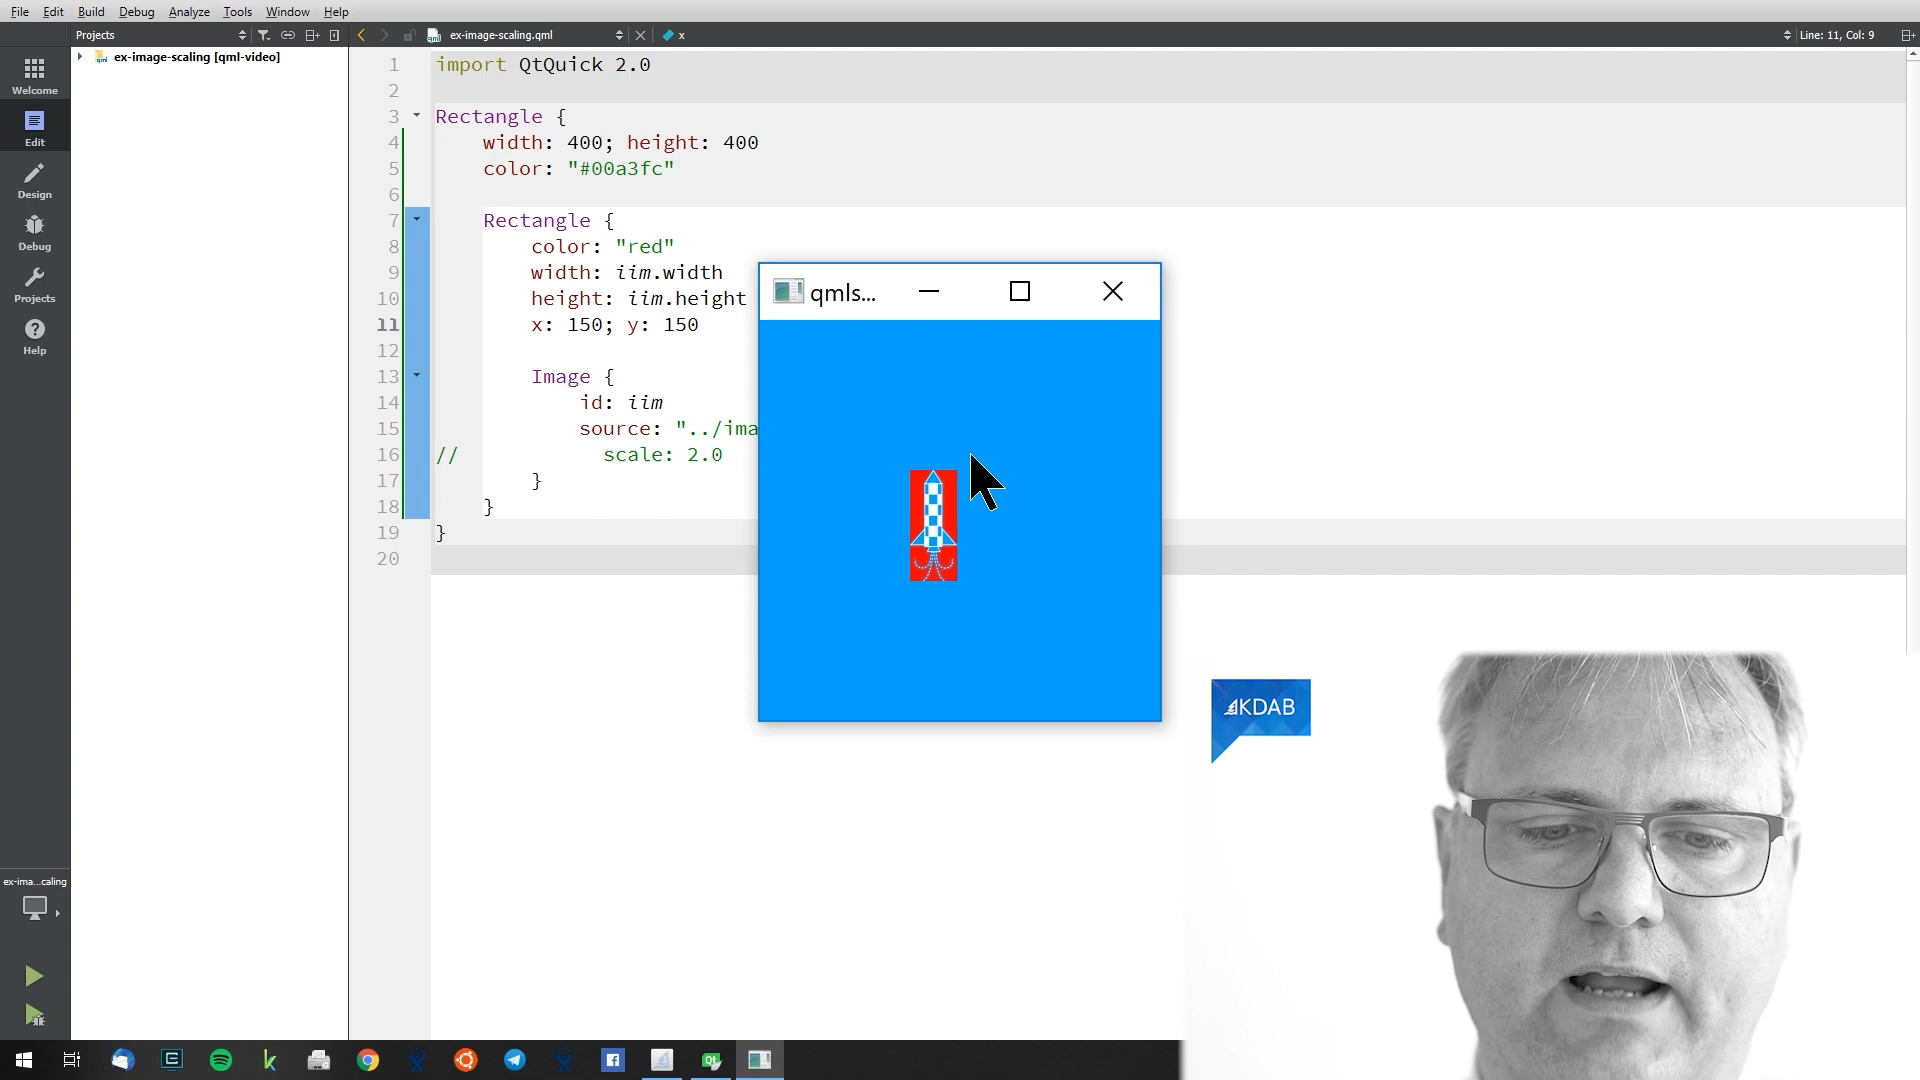 File Edit Build Debug Analyze Tools Window Help
Projects
ex-image-scaling.qml
x
Line: 11, Col: 9
ex-image-scaling [qml-video]
Welcome
Edit
Design
Debug
Projects
Help
1 import QtQuick 2.0
2
3 Rectangle {
4 width: 400; height: 400
5 color: "#00a3fc"
6
7 Rectangle {
8 color: "red"
9 width: iim.width
10 height: iim.height
11 x: 150; y: 150
12
13 Image {
14 id: iim
15 source: "../ima
16 // scale: 2.0
17 }
18 }
19 }
20
qmls...
KDAB
ex-ima...caling